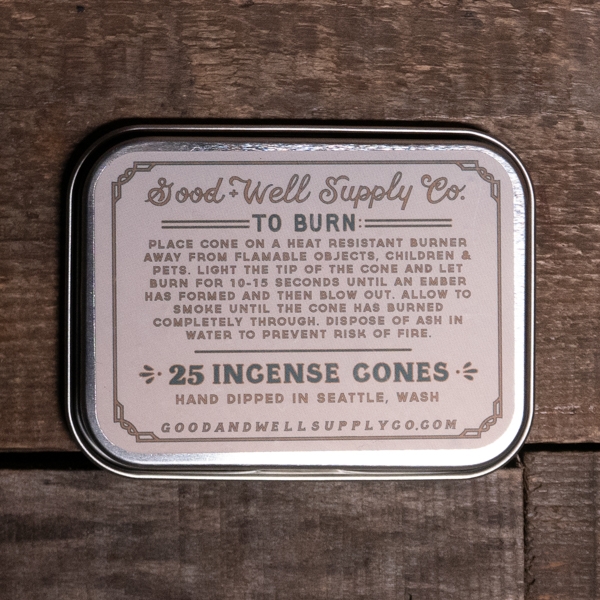 Good + Well Supply Co.
TO BURN:
PLACE CONE ON A HEAT RESISTANT BURNER
AWAY FROM FLAMABLE OBJECTS, CHILDREN &
PETS. LIGHT THE TIP OF THE CONE AND LET
BURN FOR 10-15 SECONDS UNTIL AN EMBER
HAS FORMED AND THEN BLOW OUT. ALLOW TO
SMOKE UNTIL THE CONE HAS BURNED
COMPLETELY THROUGH. DISPOSE OF ASH IN
WATER TO PREVENT RISK OF FIRE.
25 INCENSE CONES
HAND DIPPED IN SEATTLE, WASH
GOODANDWELLSUPPLYCO.COM